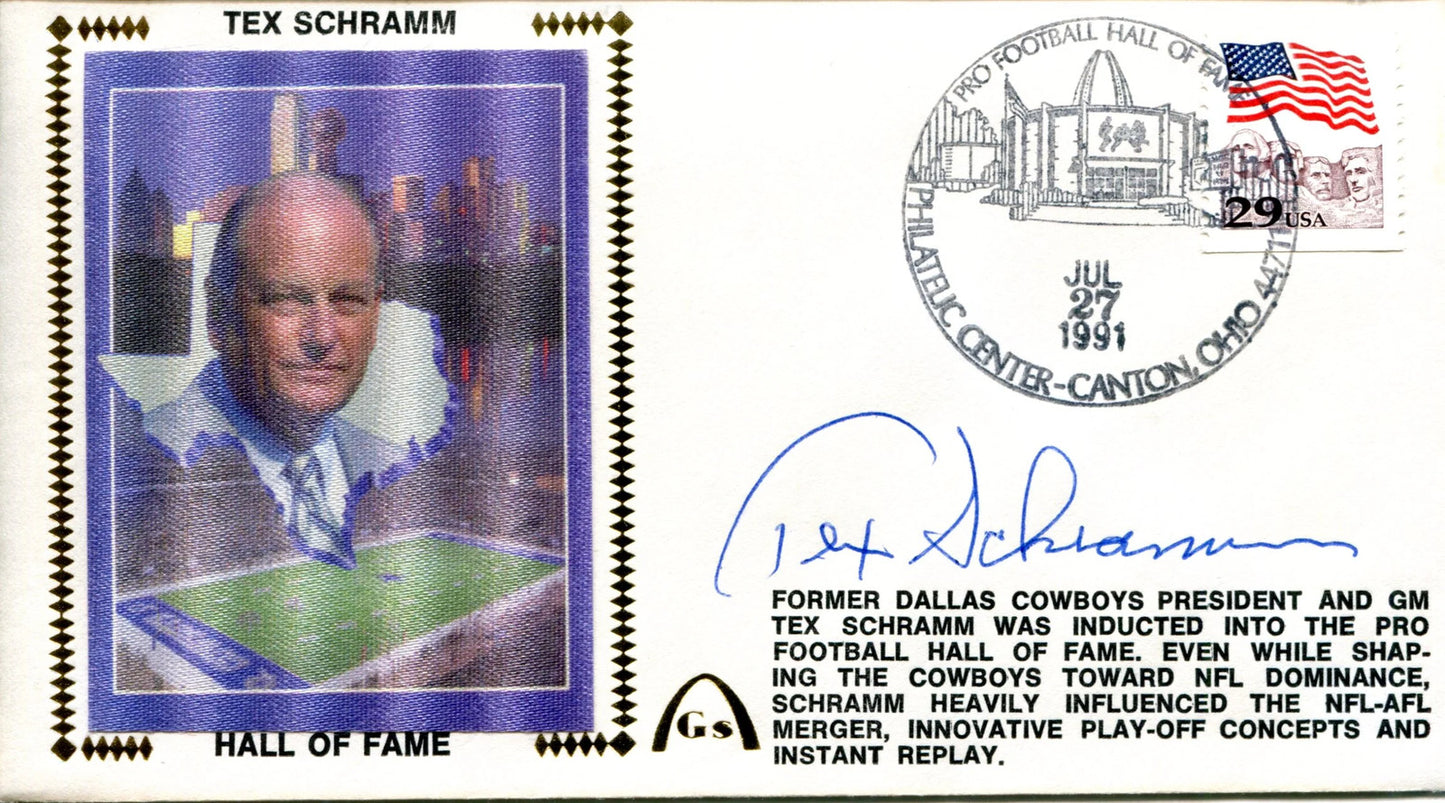 TEX SCHRAMM
HALL OF FAME
PRO FOOTBALL HALL OF FAME
PHILATELIC CENTER-CANTON, OHIO 44711
JUL
27
1991
29 USA
Tex Schramm
Gs
FORMER DALLAS COWBOYS PRESIDENT AND GM
TEX SCHRAMM WAS INDUCTED INTO THE PRO
FOOTBALL HALL OF FAME. EVEN WHILE SHAP-
ING THE COWBOYS TOWARD NFL DOMINANCE,
SCHRAMM HEAVILY INFLUENCED THE NFL-AFL
MERGER, INNOVATIVE PLAY-OFF CONCEPTS AND
INSTANT REPLAY.